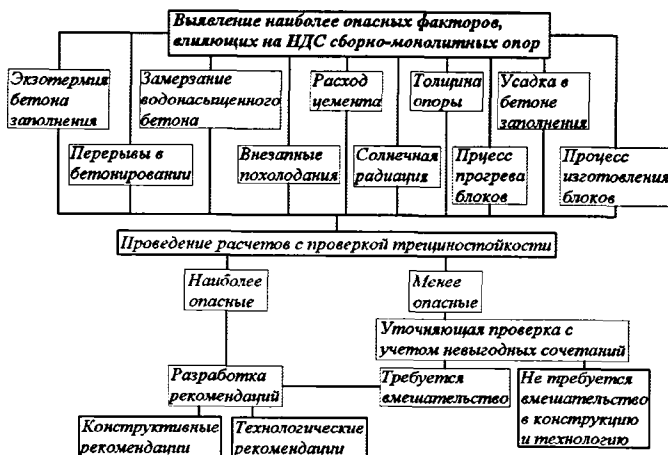 Выявление наиболее опасных факторов,
влияющих на НДС сборно-монолитных опор
Экзотермия
бетона
заполнения
Замерзание
водонасыщенного
бетона
Расход
цемента
Толщина
опоры
Усадка в
бетоне
заполнения
Перерывы в
бетонировании
Внезапные
похолодания
Солнечная
радиация
Прцесс
прогрева
блоков
Процесс
изготовления
блоков
Проведение расчетов с проверкой трещиностойкости
Наиболее
опасные
Менее
опасные
Уточняющая проверка с
учетом невыгодных сочетаний
Разработка
рекомендаций
Требуется
вмешательство
Не требуется
вмешательство
в конструкцию
и технологию
Конструктивные
рекомендации
Технологические
рекомендации